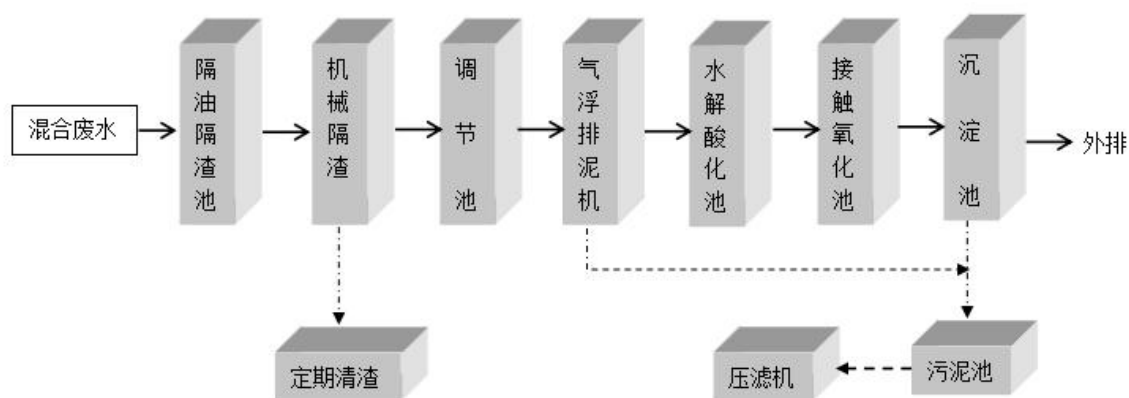 混合废水
隔油隔渣池
机械隔渣
调节池
气浮排泥机
水解酸化池
接触氧化池
沉淀池
外排
定期清渣
压滤机
污泥池